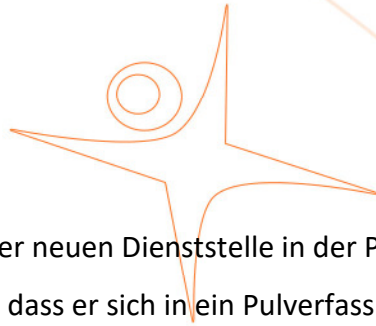 er neuen Dienststelle in der P
dass er sich in ein Pulverfass